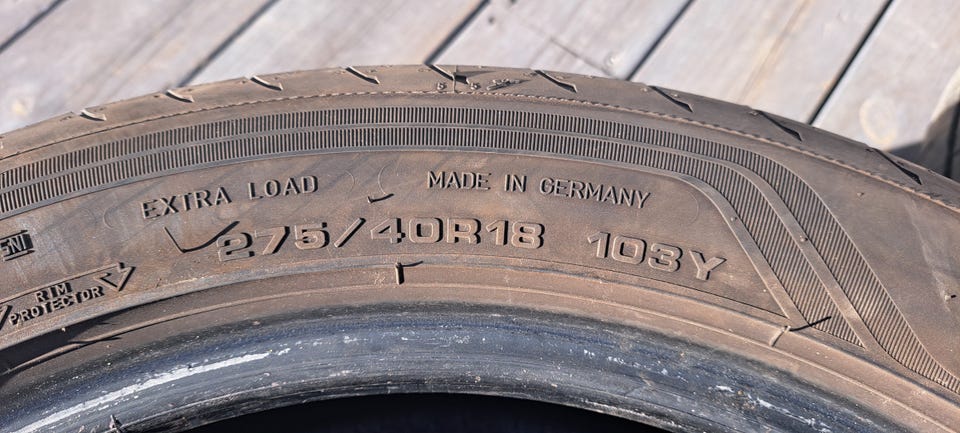 EXTRA LOAD
MADE IN GERMANY
275/40R18 103Y
RIM
PROTECTOR